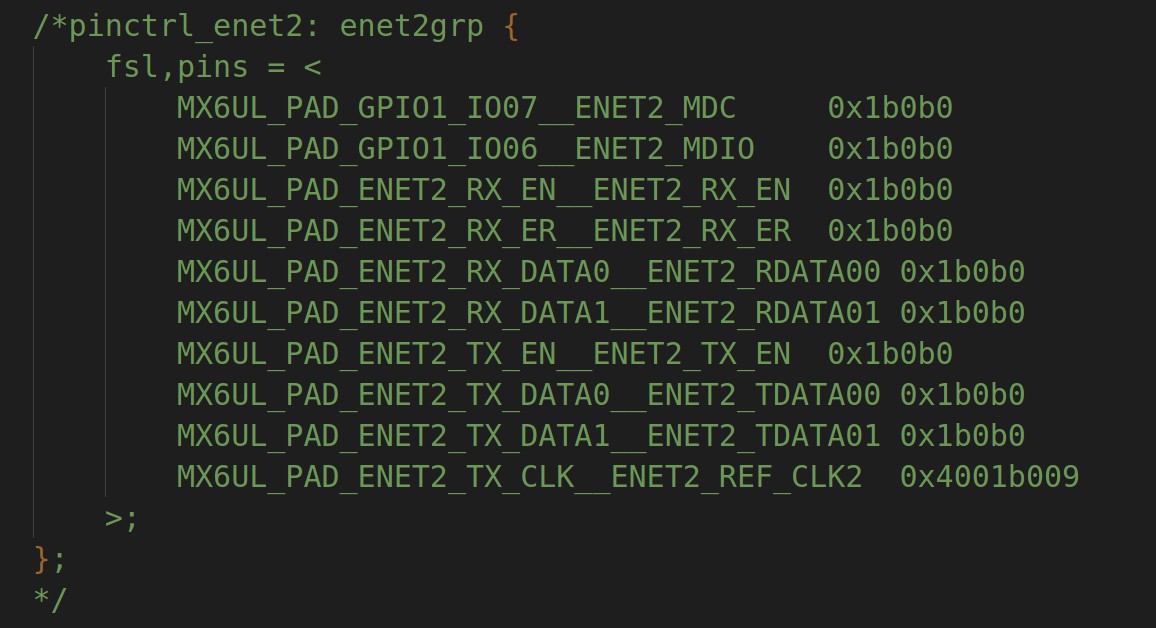 /*pinctrl_enet2: enet2grp {
fsl,pins = <
MX6UL_PAD_GPIO1_IO07__ENET2_MDC 0x1b0b0
MX6UL_PAD_GPIO1_IO06__ENET2_MDIO 0x1b0b0
MX6UL_PAD_ENET2_RX_EN__ENET2_RX_EN 0x1b0b0
MX6UL_PAD_ENET2_RX_ER__ENET2_RX_ER 0x1b0b0
MX6UL_PAD_ENET2_RX_DATA0__ENET2_RDATA00 0x1b0b0
MX6UL_PAD_ENET2_RX_DATA1__ENET2_RDATA01 0x1b0b0
MX6UL_PAD_ENET2_TX_EN__ENET2_TX_EN 0x1b0b0
MX6UL_PAD_ENET2_TX_DATA0__ENET2_TDATA00 0x1b0b0
MX6UL_PAD_ENET2_TX_DATA1__ENET2_TDATA01 0x1b0b0
MX6UL_PAD_ENET2_TX_CLK__ENET2_REF_CLK2 0x4001b009
>;
};
*/